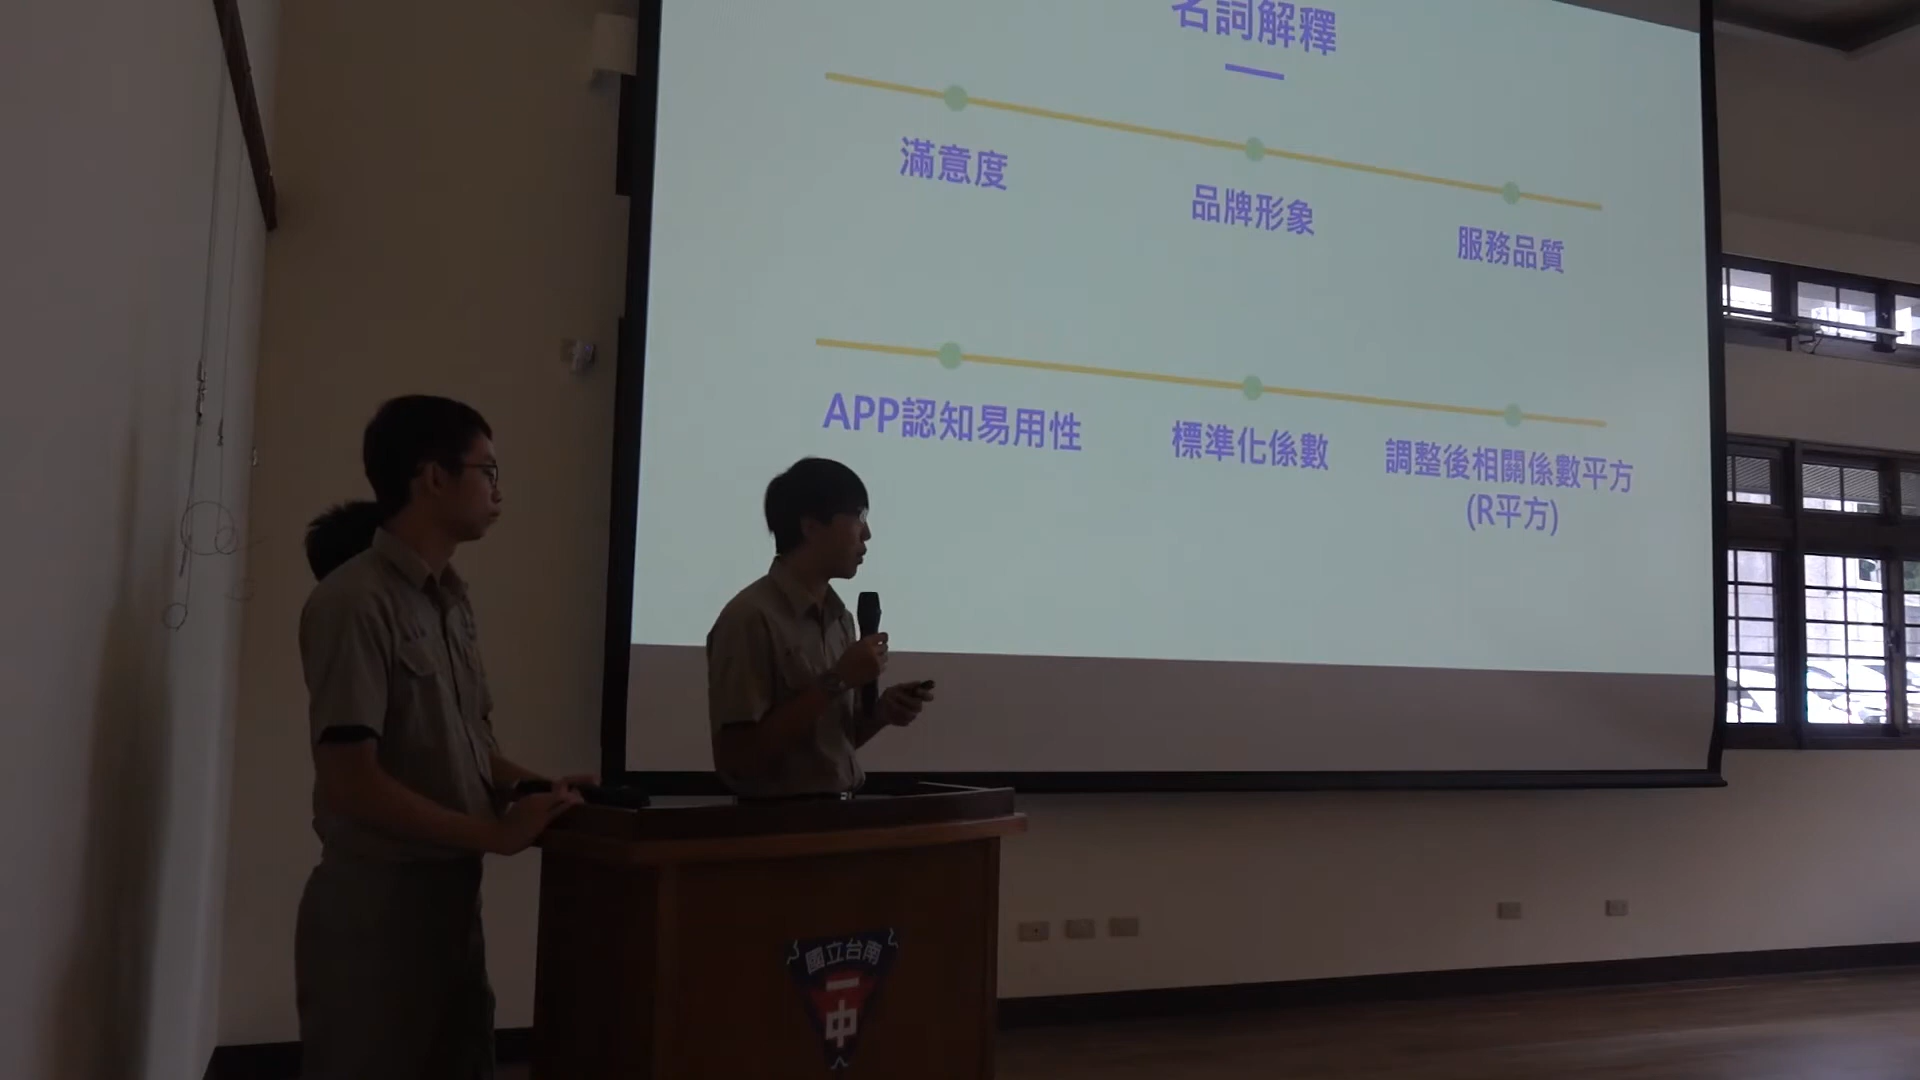 名詞解釋
滿意度
品牌形象
服務品質
APP認知易用性
標準化係數
調整後相關係數平方
(R平方)
國立台南
一中